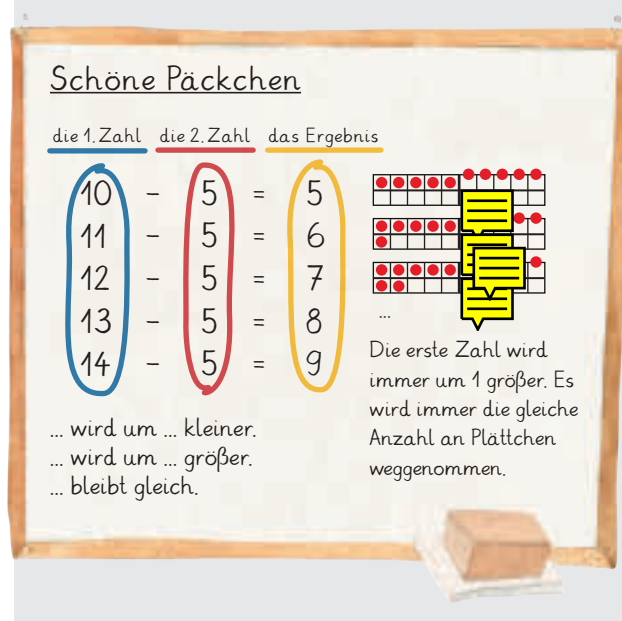 Schöne Päckchen
die 1. Zahl die 2. Zahl das Ergebnis
10 - 5 = 5
11 - 5 = 6
12 - 5 = 7
13 - 5 = 8
14 - 5 = 9
... wird um ... kleiner.
... wird um ... größer.
... bleibt gleich.
...
Die erste Zahl wird
immer um 1 größer. Es
wird immer die gleiche
Anzahl an Plättchen
weggenommen.